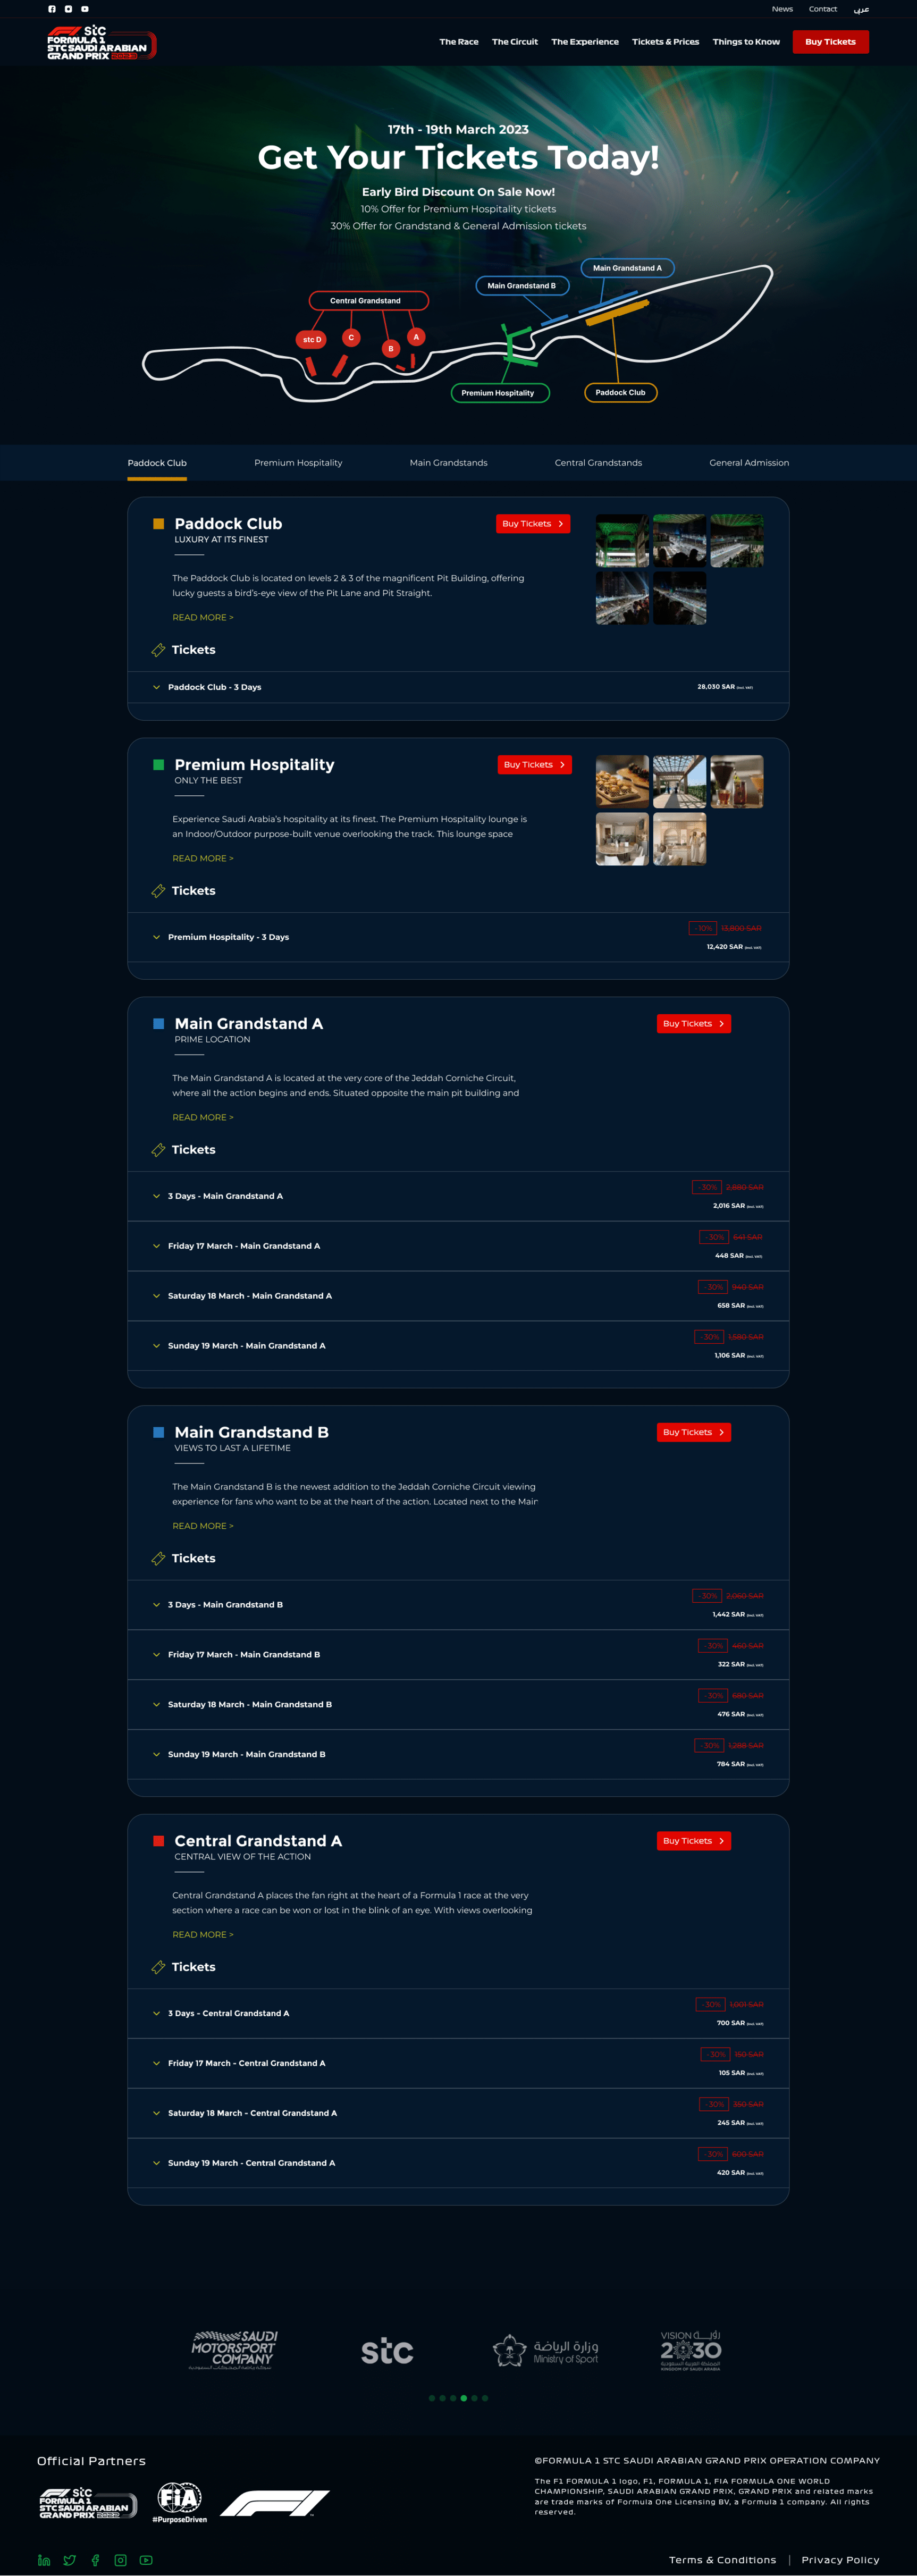 News Contact عربي
stc
FORMULA 1
STC SAUDI ARABIAN
GRAND PRIX 2023
The Race The Circuit The Experience Tickets & Prices Things to Know Buy Tickets
17th - 19th March 2023
Get Your Tickets Today!
Early Bird Discount On Sale Now!
10% Offer for Premium Hospitality tickets
30% Offer for Grandstand & General Admission tickets
Main Grandstand A
Main Grandstand B
Central Grandstand
stc D C B A
Premium Hospitality
Paddock Club
Paddock Club Premium Hospitality Main Grandstands Central Grandstands General Admission
Paddock Club
Buy Tickets >
LUXURY AT ITS FINEST
The Paddock Club is located on levels 2 & 3 of the magnificent Pit Building, offering
lucky guests a bird's-eye view of the Pit Lane and Pit Straight.
READ MORE >
Tickets
Paddock Club - 3 Days 28,030 SAR (Incl. VAT)
Premium Hospitality
Buy Tickets >
ONLY THE BEST
Experience Saudi Arabia's hospitality at its finest. The Premium Hospitality lounge is
an Indoor/Outdoor purpose-built venue overlooking the track. This lounge space
READ MORE >
Tickets
-10% 13,800 SAR
Premium Hospitality - 3 Days
12,420 SAR (Incl. VAT)
Main Grandstand A
Buy Tickets >
PRIME LOCATION
The Main Grandstand A is located at the very core of the Jeddah Corniche Circuit,
where all the action begins and ends. Situated opposite the main pit building and
READ MORE >
Tickets
-30% 2,880 SAR
3 Days - Main Grandstand A
2,016 SAR (Incl. VAT)
-30% 641 SAR
Friday 17 March - Main Grandstand A
448 SAR (Incl. VAT)
-30% 940 SAR
Saturday 18 March - Main Grandstand A
658 SAR (Incl. VAT)
-30% 1,580 SAR
Sunday 19 March - Main Grandstand A
1,106 SAR (Incl. VAT)
Main Grandstand B
Buy Tickets >
VIEWS TO LAST A LIFETIME
The Main Grandstand B is the newest addition to the Jeddah Corniche Circuit viewing
experience for fans who want to be at the heart of the action. Located next to the Main
READ MORE >
Tickets
-30% 2,060 SAR
3 Days - Main Grandstand B
1,442 SAR (Incl. VAT)
-30% 460 SAR
Friday 17 March - Main Grandstand B
322 SAR (Incl. VAT)
-30% 680 SAR
Saturday 18 March - Main Grandstand B
476 SAR (Incl. VAT)
-30%
Sunday 19 March - Main Grandstand B
784 SAR (Incl. VAT)
Central Grandstand A
Buy Tickets >
CENTRAL VIEW OF THE ACTION
Central Grandstand A places the fan right at the heart of a Formula 1 race at the very
section where a race can be won or lost in the blink of an eye. With views overlooking
READ MORE >
Tickets
-30% 1,001 SAR
3 Days - Central Grandstand A
700 SAR (Incl. VAT)
-30% 150 SAR
Friday 17 March - Central Grandstand A
105 SAR (Incl. VAT)
-30% 350 SAR
Saturday 18 March - Central Grandstand A
245 SAR (Incl. VAT)
-30% 600 SAR
Sunday 19 March - Central Grandstand A
420 SAR (Incl. VAT)
SAUDI
MOTORSPORT
COMPANY
stc
وزارة الرياضة
Ministry of Sport
VISION رؤية
2030
المملكة العربية السعودية
KINGDOM OF SAUDI ARABIA
Official Partners
©FORMULA 1 STC SAUDI ARABIAN GRAND PRIX OPERATION COMPANY
The F1 FORMULA 1 logo, F1, FORMULA 1, FIA FORMULA ONE WORLD
CHAMPIONSHIP, SAUDI ARABIAN GRAND PRIX, GRAND PRIX and related marks
are trade marks of Formula One Licensing BV, a Formula 1 company. All rights
reserved.
stc
FORMULA 1
STC SAUDI ARABIAN
GRAND PRIX 2022
FIA
#PurposeDriven
F1
Terms & Conditions | Privacy Policy